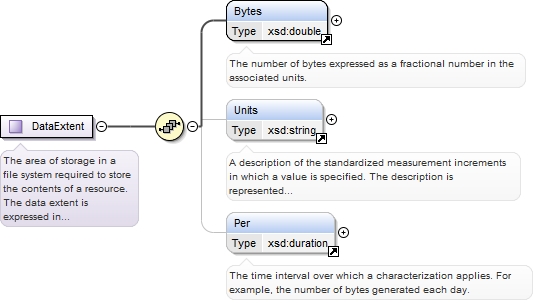 Bytes
Type xsd:double
The number of bytes expressed as a fractional number in the
associated units.
Units
Type xsd:string
A description of the standardized measurement increments
in which a value is specified. The description is
represented...
DataExtent
The area of storage in a
file system required to store
the contents of a resource.
The data extent is
expressed in...
Per
Type xsd:duration
The time interval over which a characterization applies. For
example, the number of bytes generated each day.